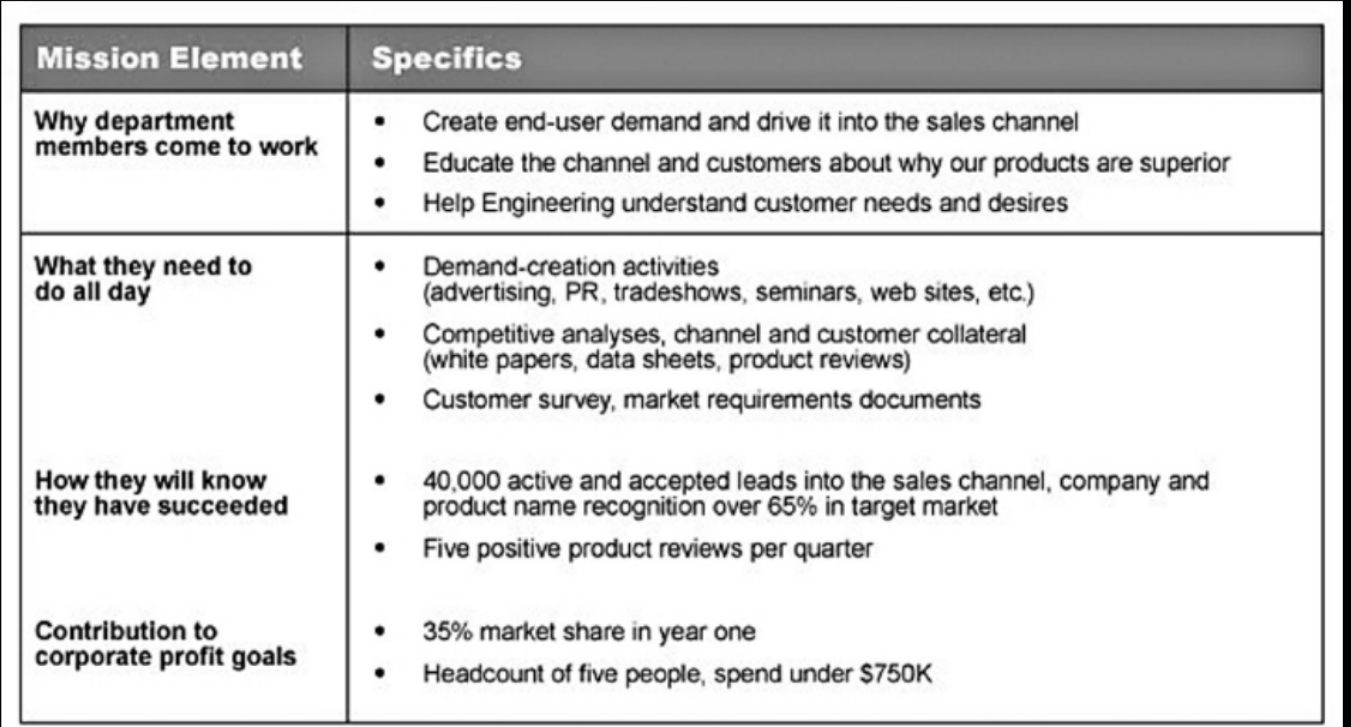 Mission Element
Specifics
Why department
members come to work
• Create end-user demand and drive it into the sales channel
• Educate the channel and customers about why our products are superior
• Help Engineering understand customer needs and desires
What they need to
do all day
• Demand-creation activities
(advertising, PR, tradeshows, seminars, web sites, etc.)
• Competitive analyses, channel and customer collateral
(white papers, data sheets, product reviews)
• Customer survey, market requirements documents
How they will know
they have succeeded
• 40,000 active and accepted leads into the sales channel, company and
product name recognition over 65% in target market
• Five positive product reviews per quarter
Contribution to
corporate profit goals
• 35% market share in year one
• Headcount of five people, spend under $750K